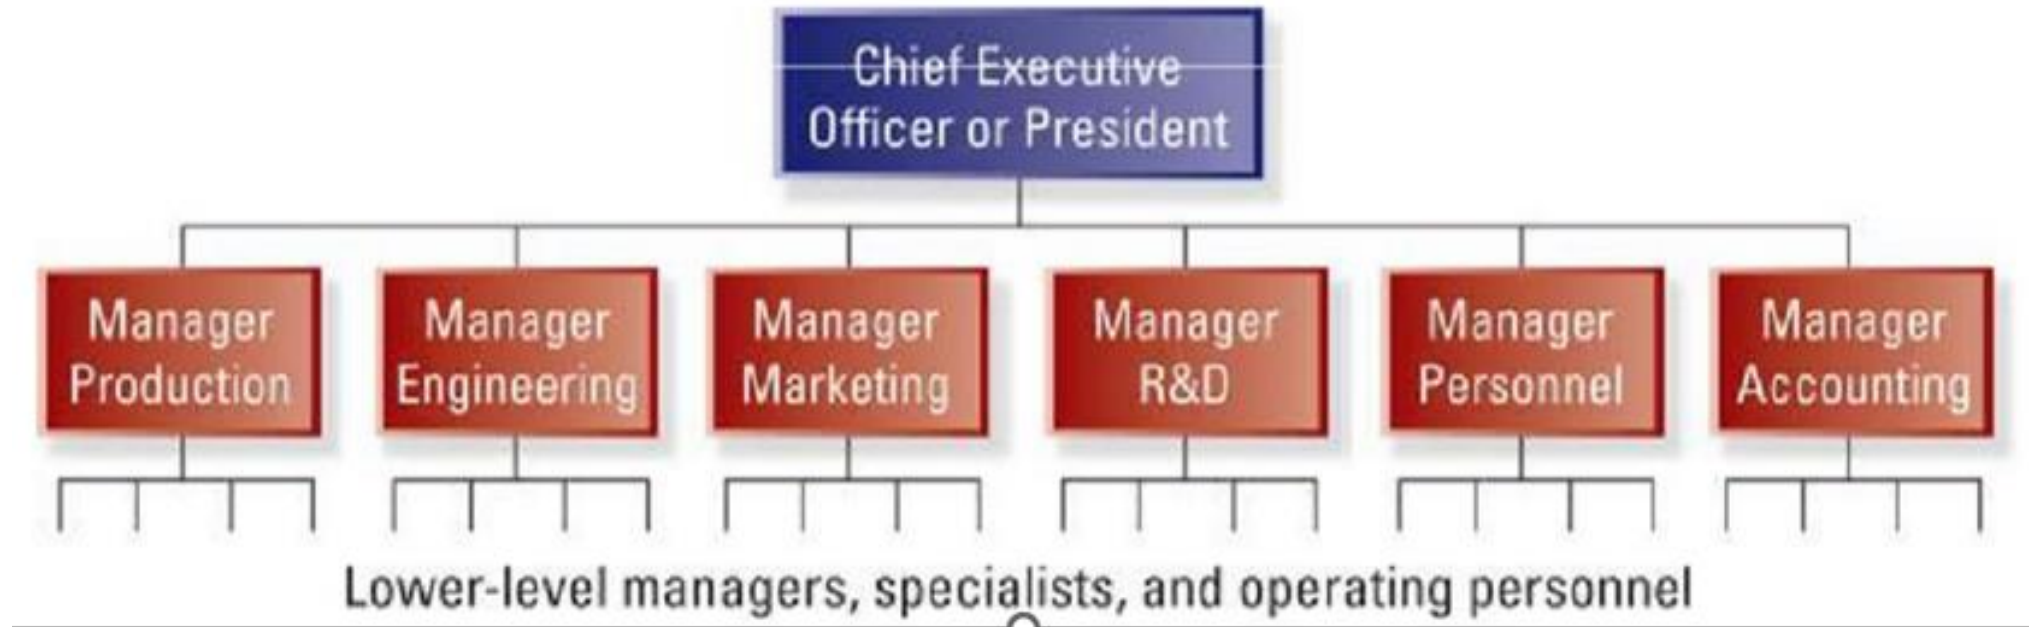 Chief Executive
Officer or President
Manager
Production
Manager
Engineering
Manager
Marketing
Manager
R&D
Manager
Personnel
Manager
Accounting
Lower-level managers, specialists, and operating personnel